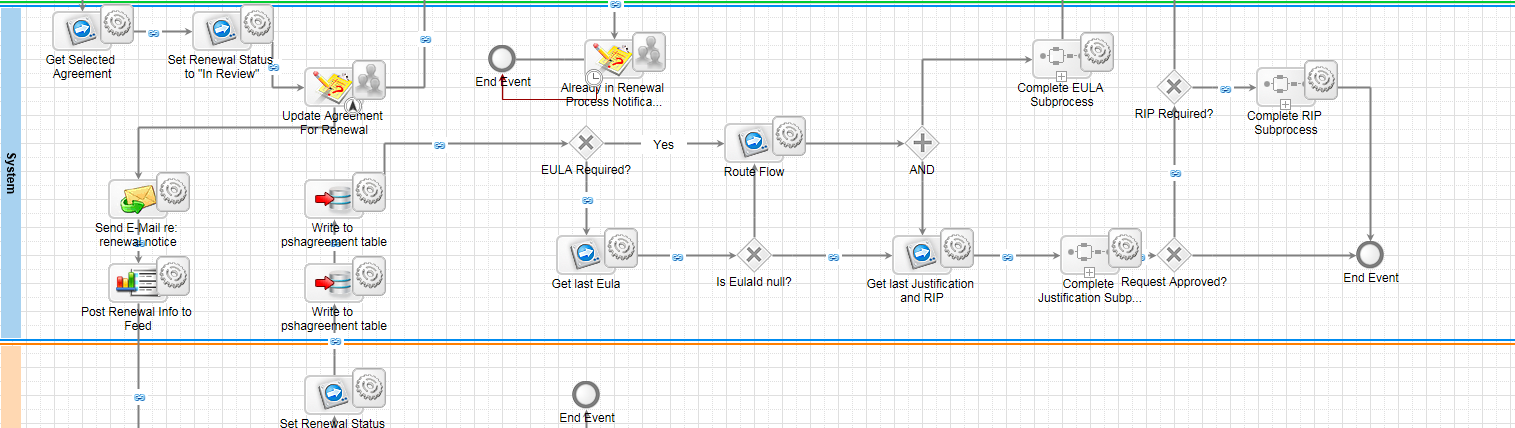 System
Get Selected
Agreement
Set Renewal Status
to "In Review"
Update Agreement
For Renewal
End Event
Already in Renewal
Process Notifica...
Complete EULA
Subprocess
RIP Required?
Complete RIP
Subprocess
EULA Required?
Yes
Route Flow
AND
Send E-Mail re:
renewal notice
Write to
pshagreement table
Get last Eula
Is EulaId null?
Get last Justification
and RIP
Complete
Justification Subp...
Request Approved?
End Event
Post Renewal Info to
Feed
Write to
pshagreement table
Set Renewal Status
End Event